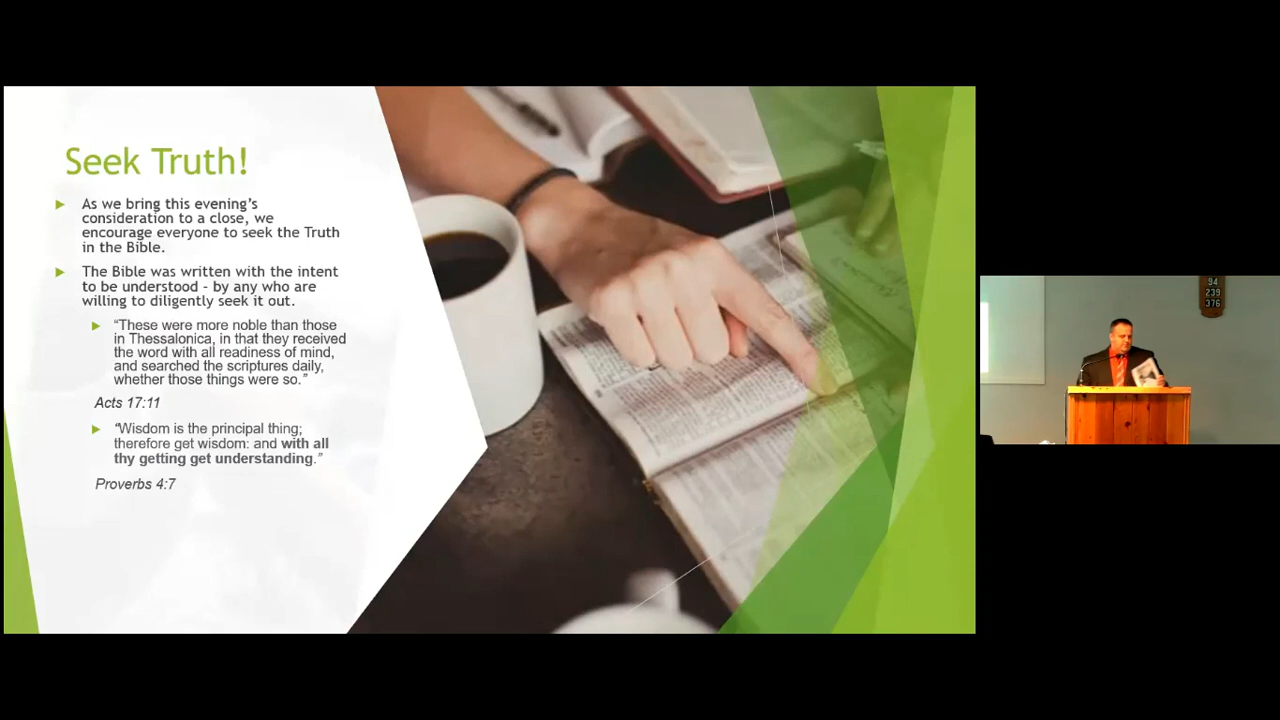 Seek Truth!
As we bring this evening's
consideration to a close, we
encourage everyone to seek the Truth
in the Bible.
The Bible was written with the intent
to be understood - by any who are
willing to diligently seek it out.
"These were more noble than those
in Thessalonica, in that they received
the word with all readiness of mind,
and searched the scriptures daily,
whether those things were so."
Acts 17:11
"Wisdom is the principal thing;
therefore get wisdom: and with all
thy getting get understanding."
Proverbs 4:7
94
239
376